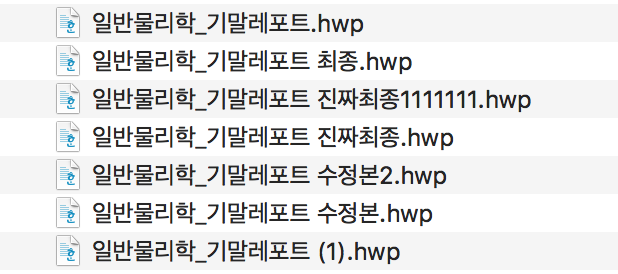 일반물리학_기말레포트.hwp
일반물리학_기말레포트 최종.hwp
일반물리학_기말레포트 진짜최종1111111.hwp
일반물리학_기말레포트 진짜최종.hwp
일반물리학_기말레포트 수정본2.hwp
일반물리학_기말레포트 수정본.hwp
일반물리학_기말레포트 (1).hwp